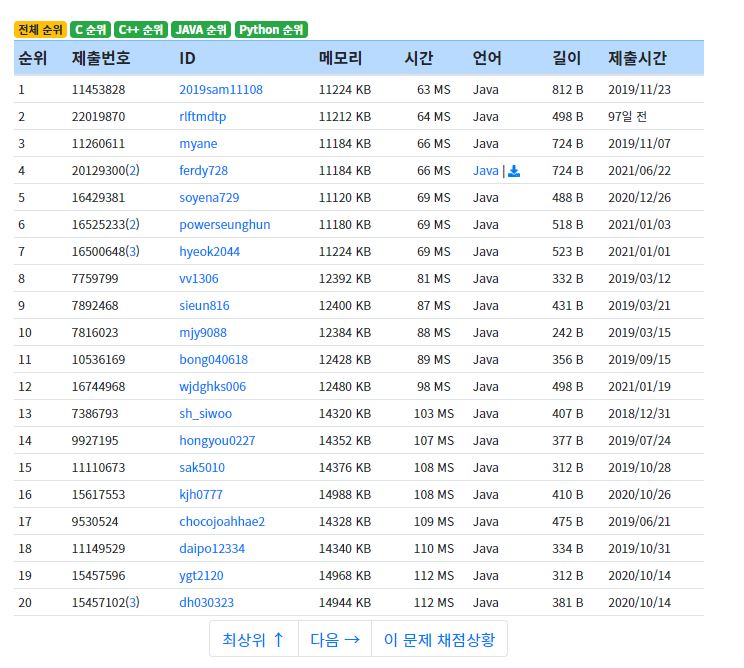 전체 순위 C 순위 C++ 순위 JAVA 순위 Python 순위
순위 제출번호 ID 메모리 시간 언어 길이 제출시간
1 11453828 2019sam11108 11224 KB 63 MS Java 812 B 2019/11/23
2 22019870 rlftmdtp 11212 KB 64 MS Java 498 B 97일 전
3 11260611 myane 11184 KB 66 MS Java 724 B 2019/11/07
4 20129300(2) ferdy728 11184 KB 66 MS Java | 724 B 2021/06/22
5 16429381 soyena729 11120 KB 69 MS Java 488 B 2020/12/26
6 16525233(2) powerseunghun 11180 KB 69 MS Java 518 B 2021/01/03
7 16500648(3) hyeok2044 11224 KB 69 MS Java 523 B 2021/01/01
8 7759799 vv1306 12392 KB 81 MS Java 332 B 2019/03/12
9 7892468 sieun816 12400 KB 87 MS Java 431 B 2019/03/21
10 7816023 mjy9088 12384 KB 88 MS Java 242 B 2019/03/15
11 10536169 bong040618 12428 KB 89 MS Java 356 B 2019/09/15
12 16744968 wjdghks006 12480 KB 98 MS Java 498 B 2021/01/19
13 7386793 sh_siwoo 14320 KB 103 MS Java 407 B 2018/12/31
14 9927195 hongyou0227 14352 KB 107 MS Java 377 B 2019/07/24
15 11110673 sak5010 14376 KB 108 MS Java 312 B 2019/10/28
16 15617553 kjh0777 14988 KB 108 MS Java 410 B 2020/10/26
17 9530524 chocojoahhae2 14328 KB 109 MS Java 475 B 2019/06/21
18 11149529 daipo12334 14340 KB 110 MS Java 334 B 2019/10/31
19 15457596 ygt2120 14968 KB 112 MS Java 312 B 2020/10/14
20 15457102(3) dh030323 14944 KB 112 MS Java 381 B 2020/10/14
최상위 ↑ 다음 → 이 문제 채점상황